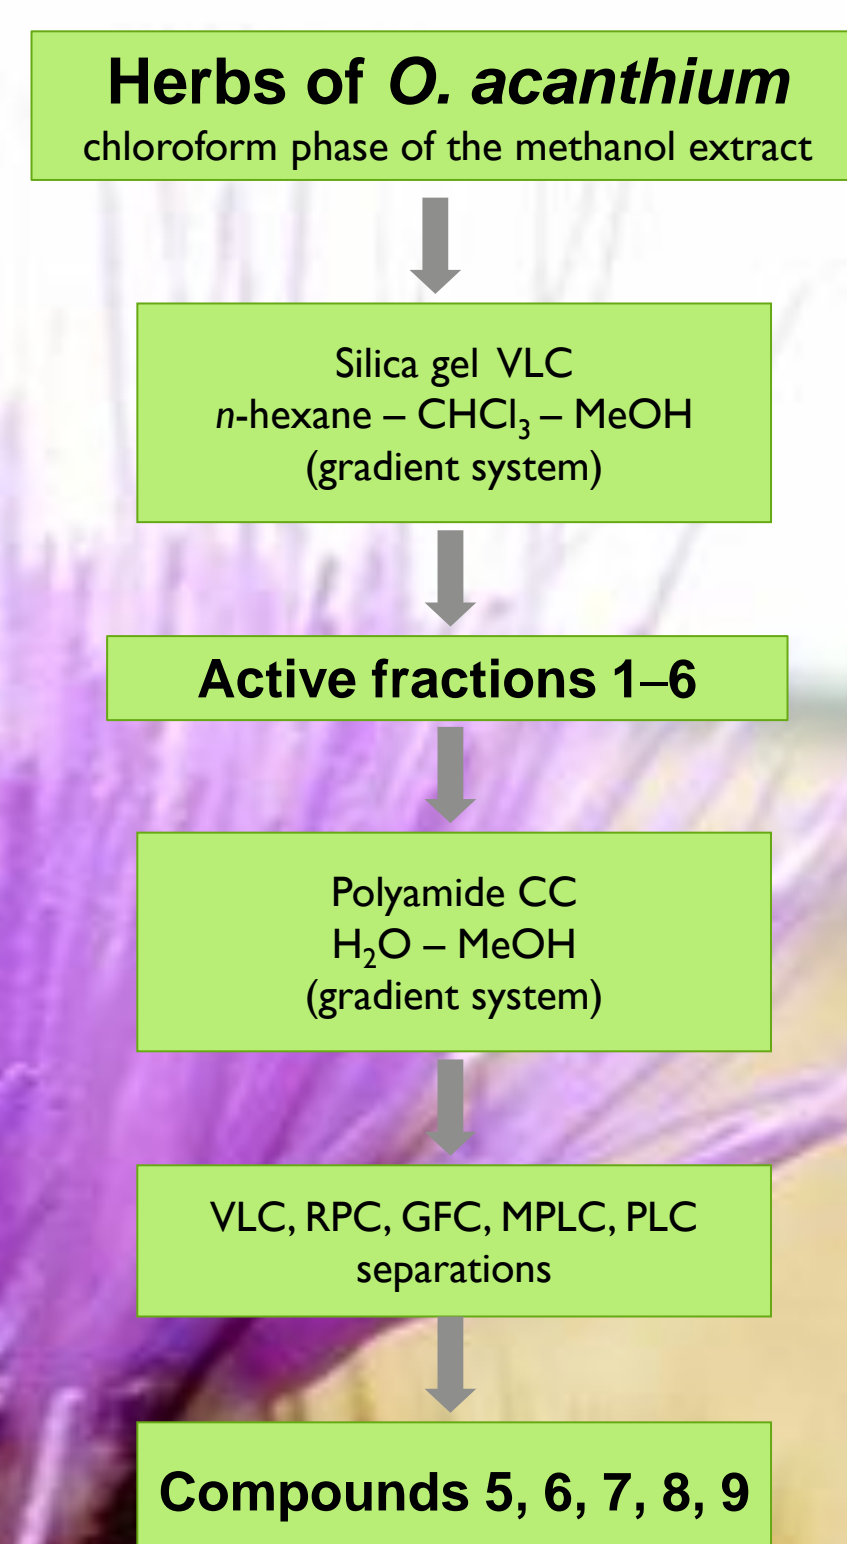 Herbs of O. acanthium
chloroform phase of the methanol extract
Silica gel VLC
n-hexane – CHCl₃ – MeOH
(gradient system)
Active fractions 1–6
Polyamide CC
H₂O – MeOH
(gradient system)
VLC, RPC, GFC, MPLC, PLC
separations
Compounds 5, 6, 7, 8, 9